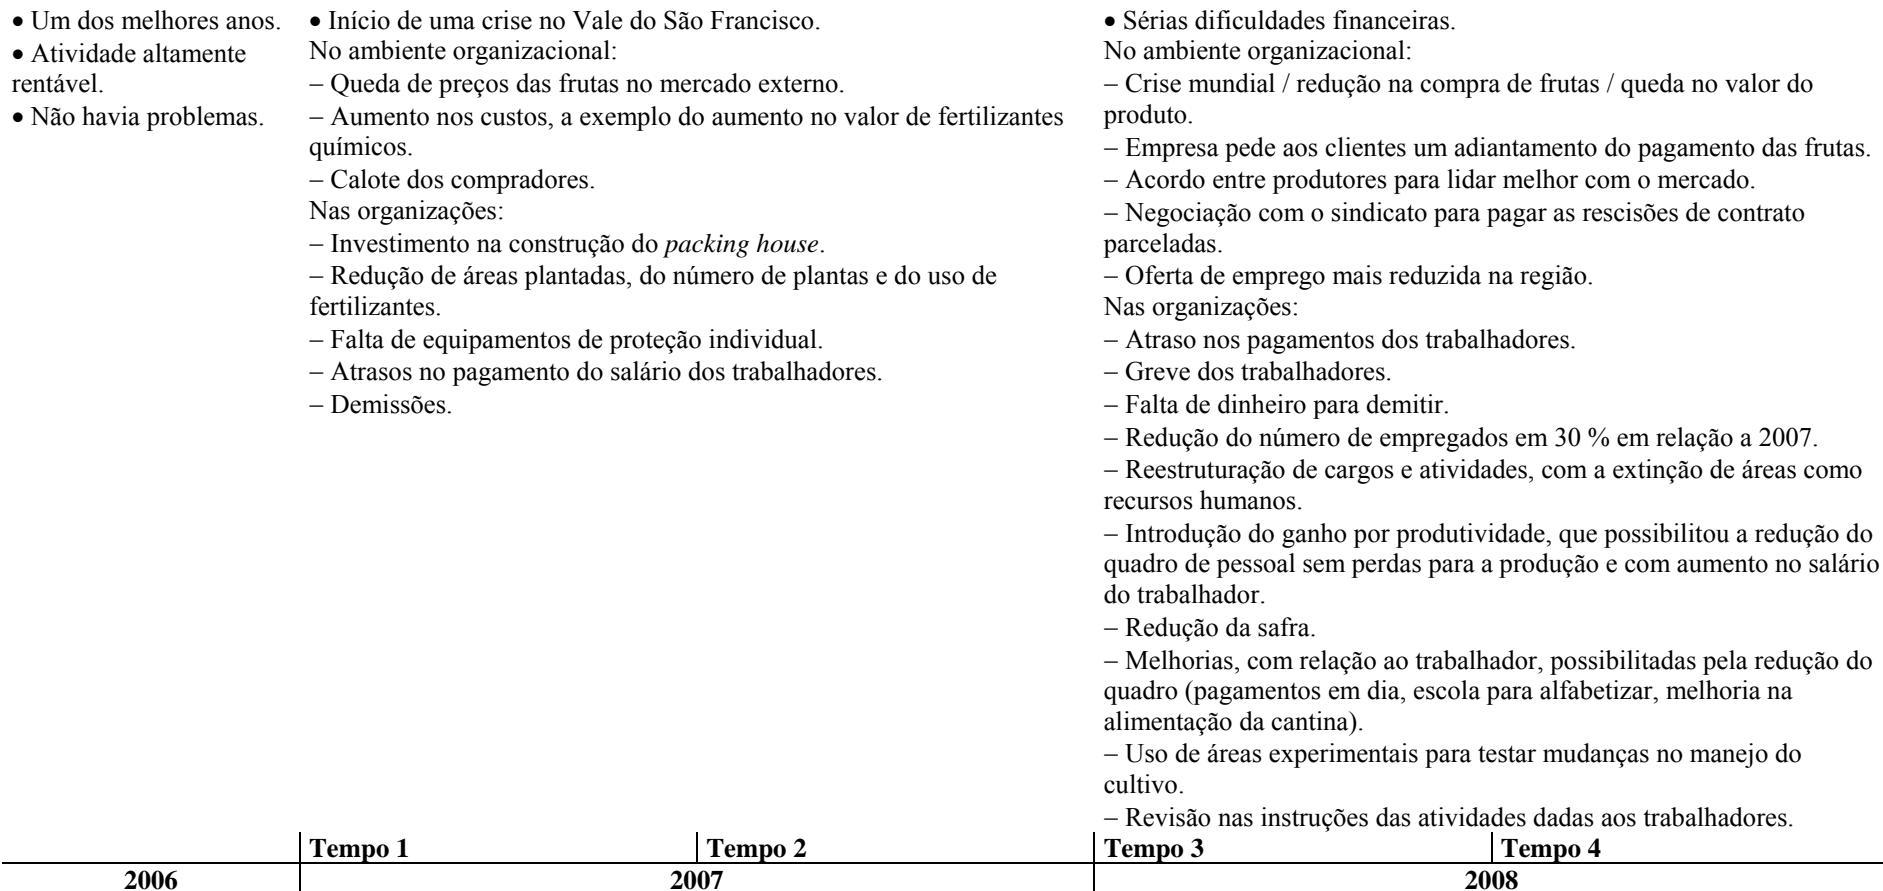 • Um dos melhores anos.
• Atividade altamente
rentável.
• Não havia problemas.
• Início de uma crise no Vale do São Francisco.
No ambiente organizacional:
– Queda de preços das frutas no mercado externo.
– Aumento nos custos, a exemplo do aumento no valor de fertilizantes
químicos.
– Calote dos compradores.
Nas organizações:
– Investimento na construção do packing house.
– Redução de áreas plantadas, do número de plantas e do uso de
fertilizantes.
– Falta de equipamentos de proteção individual.
– Atrasos no pagamento do salário dos trabalhadores.
– Demissões.
• Sérias dificuldades financeiras.
No ambiente organizacional:
– Crise mundial / redução na compra de frutas / queda no valor do
produto.
– Empresa pede aos clientes um adiantamento do pagamento das frutas.
– Acordo entre produtores para lidar melhor com o mercado.
– Negociação com o sindicato para pagar as rescisões de contrato
parceladas.
– Oferta de emprego mais reduzida na região.
Nas organizações:
– Atraso nos pagamentos dos trabalhadores.
– Greve dos trabalhadores.
– Falta de dinheiro para demitir.
– Redução do número de empregados em 30 % em relação a 2007.
– Reestruturação de cargos e atividades, com a extinção de áreas como
recursos humanos.
– Introdução do ganho por produtividade, que possibilitou a redução do
quadro de pessoal sem perdas para a produção e com aumento no salário
do trabalhador.
– Redução da safra.
– Melhorias, com relação ao trabalhador, possibilitadas pela redução do
quadro (pagamentos em dia, escola para alfabetizar, melhoria na
alimentação da cantina).
– Uso de áreas experimentais para testar mudanças no manejo do
cultivo.
– Revisão nas instruções das atividades dadas aos trabalhadores.
Tempo 1 Tempo 2 Tempo 3 Tempo 4
2006 2007 2008